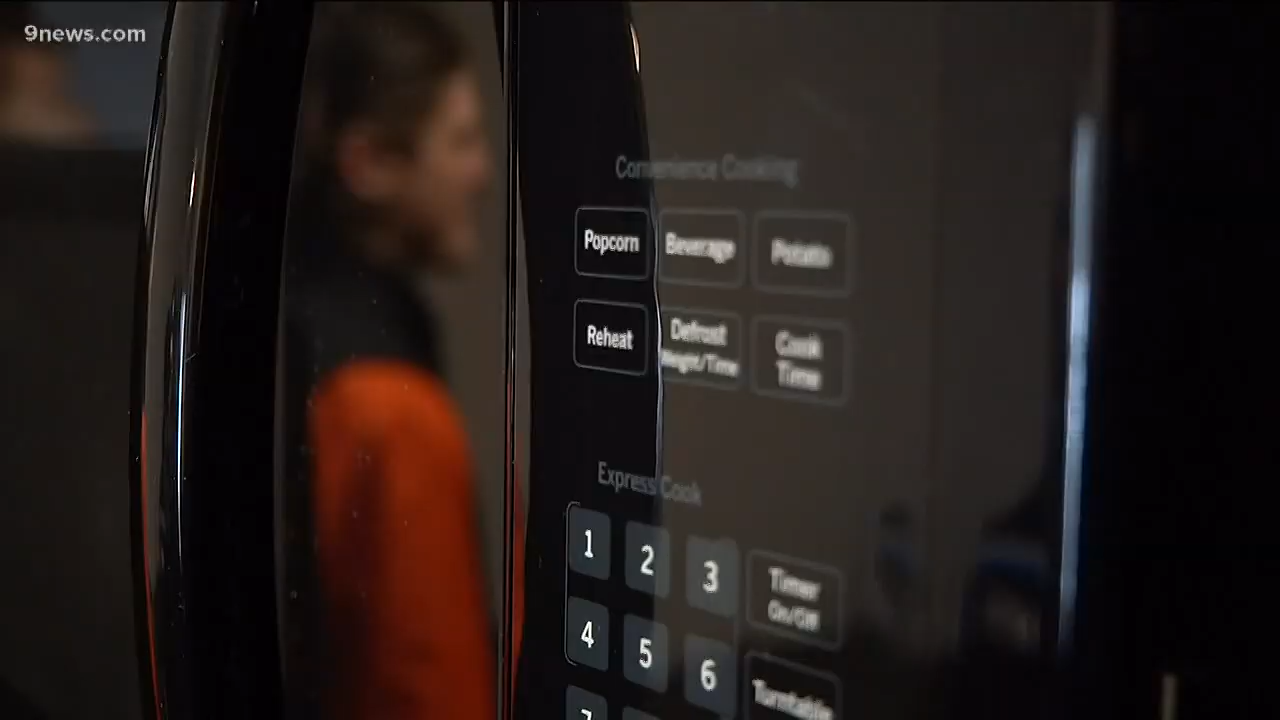 9news.com
Convenience Cooking
Popcorn
Beverage
Potato
Reheat
Defrost
Weight/Time
Cook
Time
Express Cook
1
2
3
Timer
On/Off
4
5
6
Turntable
7